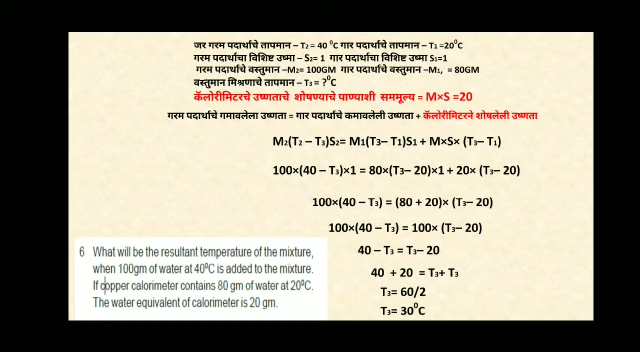 जर गरम पदार्थाचे तापमान – T₂ = 40 ⁰C गार पदार्थाचे तापमान – T₁ =20⁰C
गरम पदार्थाचा विशिष्ट उष्मा – S₂= 1 गार पदार्थाचा विशिष्ट उष्मा S₁=1
गरम पदार्थाचे वस्तुमान –M₂= 100GM गार पदार्थाचे वस्तुमान –M₁, = 80GM
वस्तुमान मिश्रणाचे तापमान – T₃ = ?⁰C
कॅलोरीमिटरचे उष्णताचे शोषण्याचे पाण्याशी सममूल्य = M×S =20
गरम पदार्थाचे गमावलेला उष्णता = गार पदार्थाचे कमावलेली उष्णता + कॅलोरीमिटरने शोषलेली उष्णता
M₂(T₂ – T₃)S₂= M₁(T₃– T₁)S₁ + M×S× (T₃– T₁)
100×(40 – T₃)×1 = 80×(T₃– 20)×1 + 20× (T₃– 20)
100×(40 – T₃) = (80 + 20)× (T₃– 20)
100×(40 – T₃) = 100× (T₃– 20)
40 – T₃ = T₃– 20
40 + 20 = T₃+ T₃
T₃= 60/2
T₃= 30⁰C
6 What will be the resultant temperature of the mixture,
when 100gm of water at 40⁰C is added to the mixture.
If copper calorimeter contains 80 gm of water at 20⁰C.
The water equivalent of calorimeter is 20 gm.